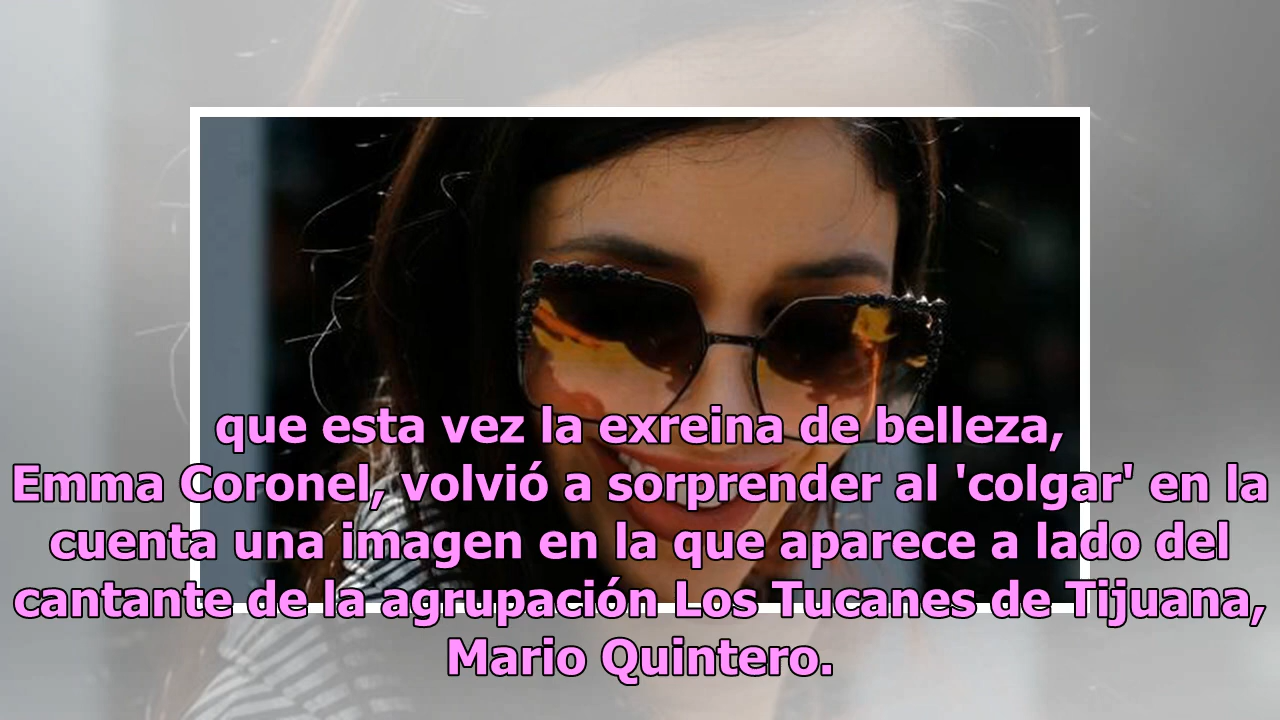 que esta vez la exreina de belleza,
Emma Coronel, volvió a sorprender al 'colgar' en la
cuenta una imagen en la que aparece a lado del
cantante de la agrupación Los Tucanes de Tijuana,
Mario Quintero.